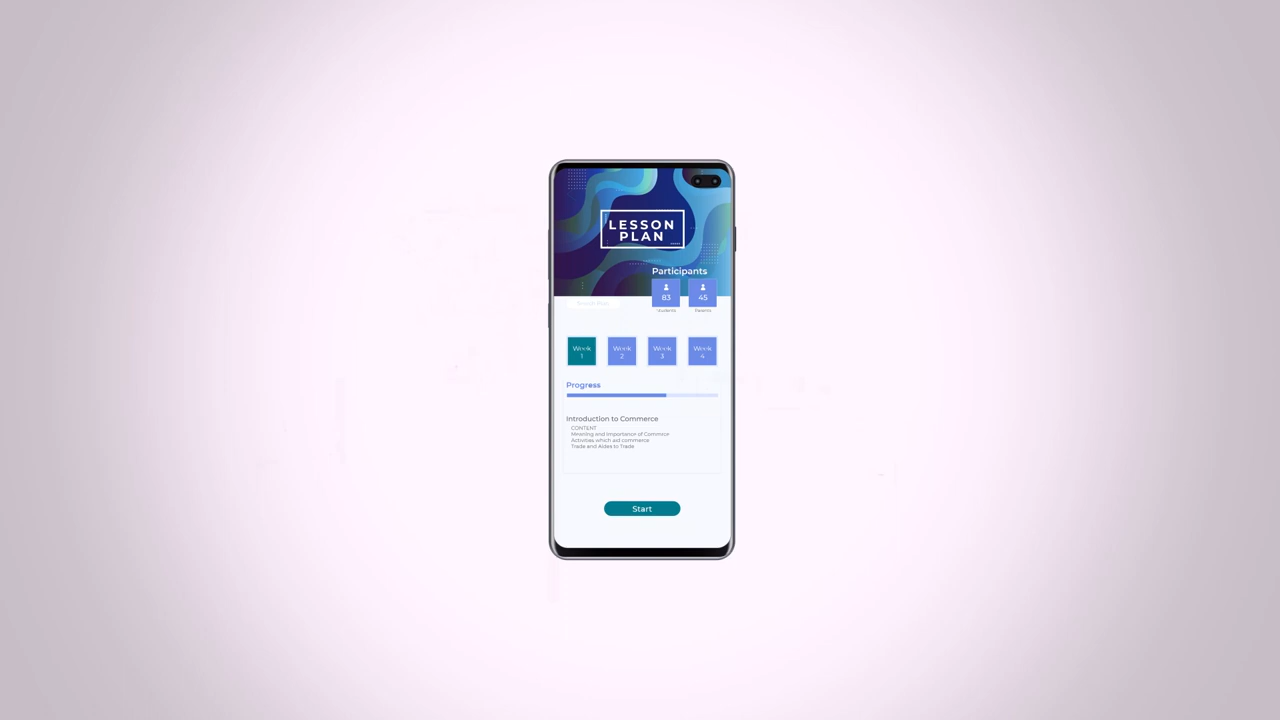 LESSON
PLAN
Participants
83
45
Students
Parents
Week
1
Week
2
Week
3
Week
4
Progress
Introduction to Commerce
CONTENT
Meaning and Importance of Commerce
Activities which aid commerce
Trade and Aides to Trade
Start